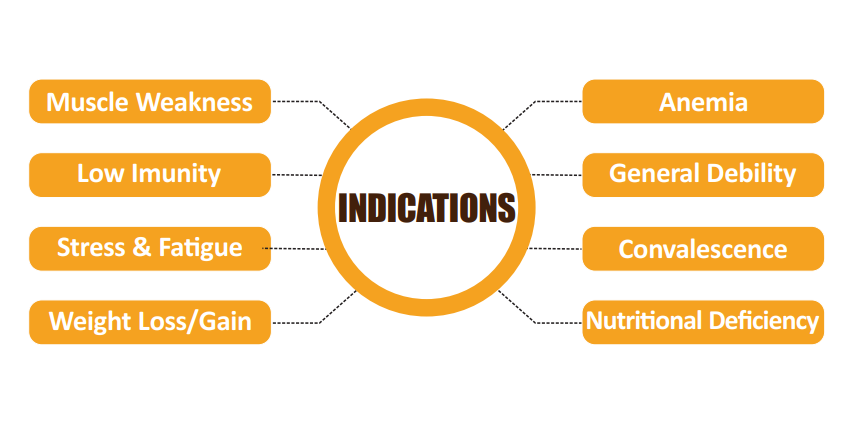 Muscle Weakness
Low Imunity
Stress & Fatigue
Weight Loss/Gain
INDICATIONS
Anemia
General Debility
Convalescence
Nutritional Deficiency